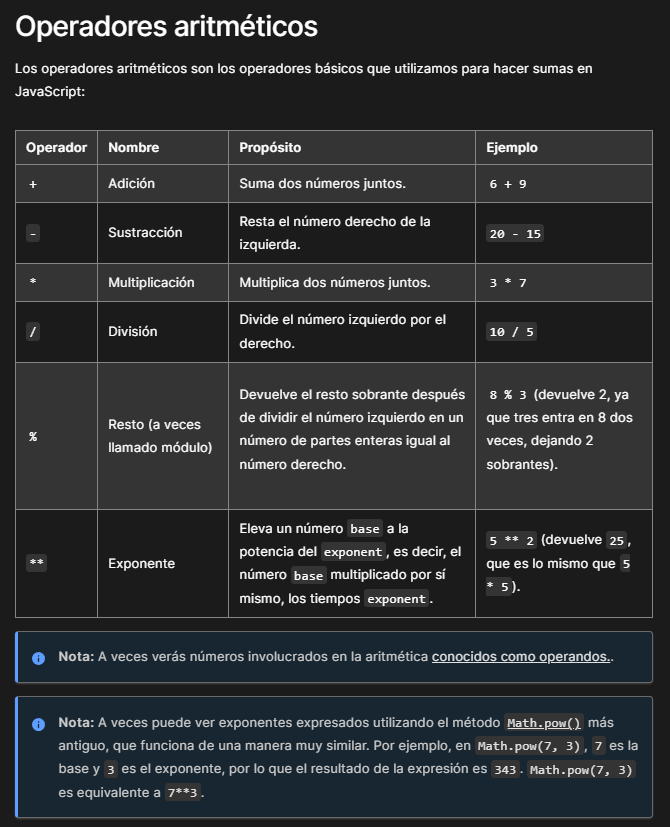 Operadores aritméticos
Los operadores aritméticos son los operadores básicos que utilizamos para hacer sumas en
JavaScript:
Operador Nombre Propósito Ejemplo
+ Adición Suma dos números juntos. 6 + 9
- Sustracción Resta el número derecho de la
izquierda. 20 - 15
* Multiplicación Multiplica dos números juntos. 3 * 7
/ División Divide el número izquierdo por el
derecho. 10 / 5
% Resto (a veces
llamado módulo) Devuelve el resto sobrante después
de dividir el número izquierdo en un
número de partes enteras igual al
número derecho. 8 % 3 (devuelve 2, ya
que tres entra en 8 dos
veces, dejando 2
sobrantes).
** Exponente Eleva un número base a la
potencia del exponent, es decir, el
número base multiplicado por sí
mismo, los tiempos exponent. 5 ** 2 (devuelve 25,
que es lo mismo que 5
* 5).
Nota: A veces verás números involucrados en la aritmética conocidos como operandos..
Nota: A veces puede ver exponentes expresados utilizando el método Math.pow() más
antiguo, que funciona de una manera muy similar. Por ejemplo, en Math.pow(7, 3), 7 es la
base y 3 es el exponente, por lo que el resultado de la expresión es 343. Math.pow(7, 3)
es equivalente a 7**3.